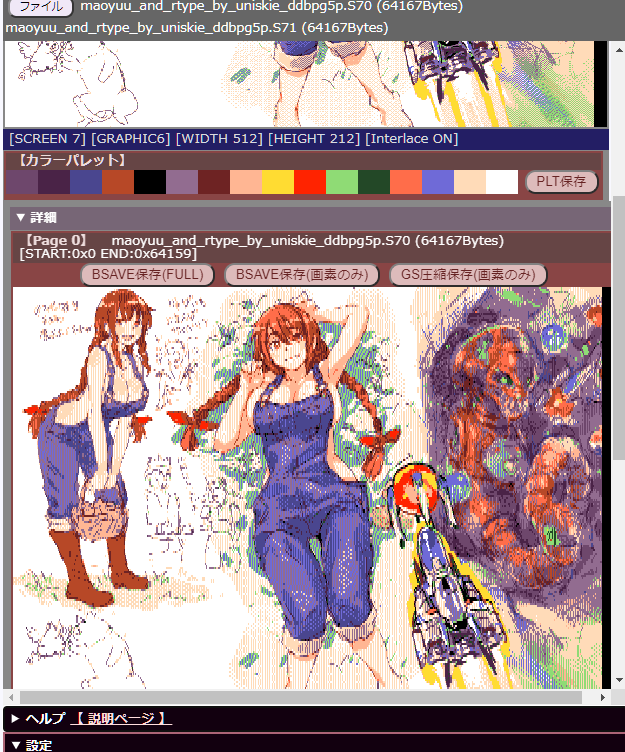 ファイル maoyuu_and_rtype_by_uniskie_ddbpg5p.S70 (64167Bytes)
maoyuu_and_rtype_by_uniskie_ddbpg5p.S71 (64167Bytes)
[SCREEN 7] [GRAPHIC6] [WIDTH 512] [HEIGHT 212] [Interlace ON]
【カラーパレット】
PLT保存
▼ 詳細
【Page 0】 maoyuu_and_rtype_by_uniskie_ddbpg5p.S70 (64167Bytes)
[START:0x0 END:0x64159]
BSAVE保存(FULL) BSAVE保存(画素のみ) GS圧縮保存(画素のみ)
▶ ヘルプ 【 説明ページ 】
▼ 設定